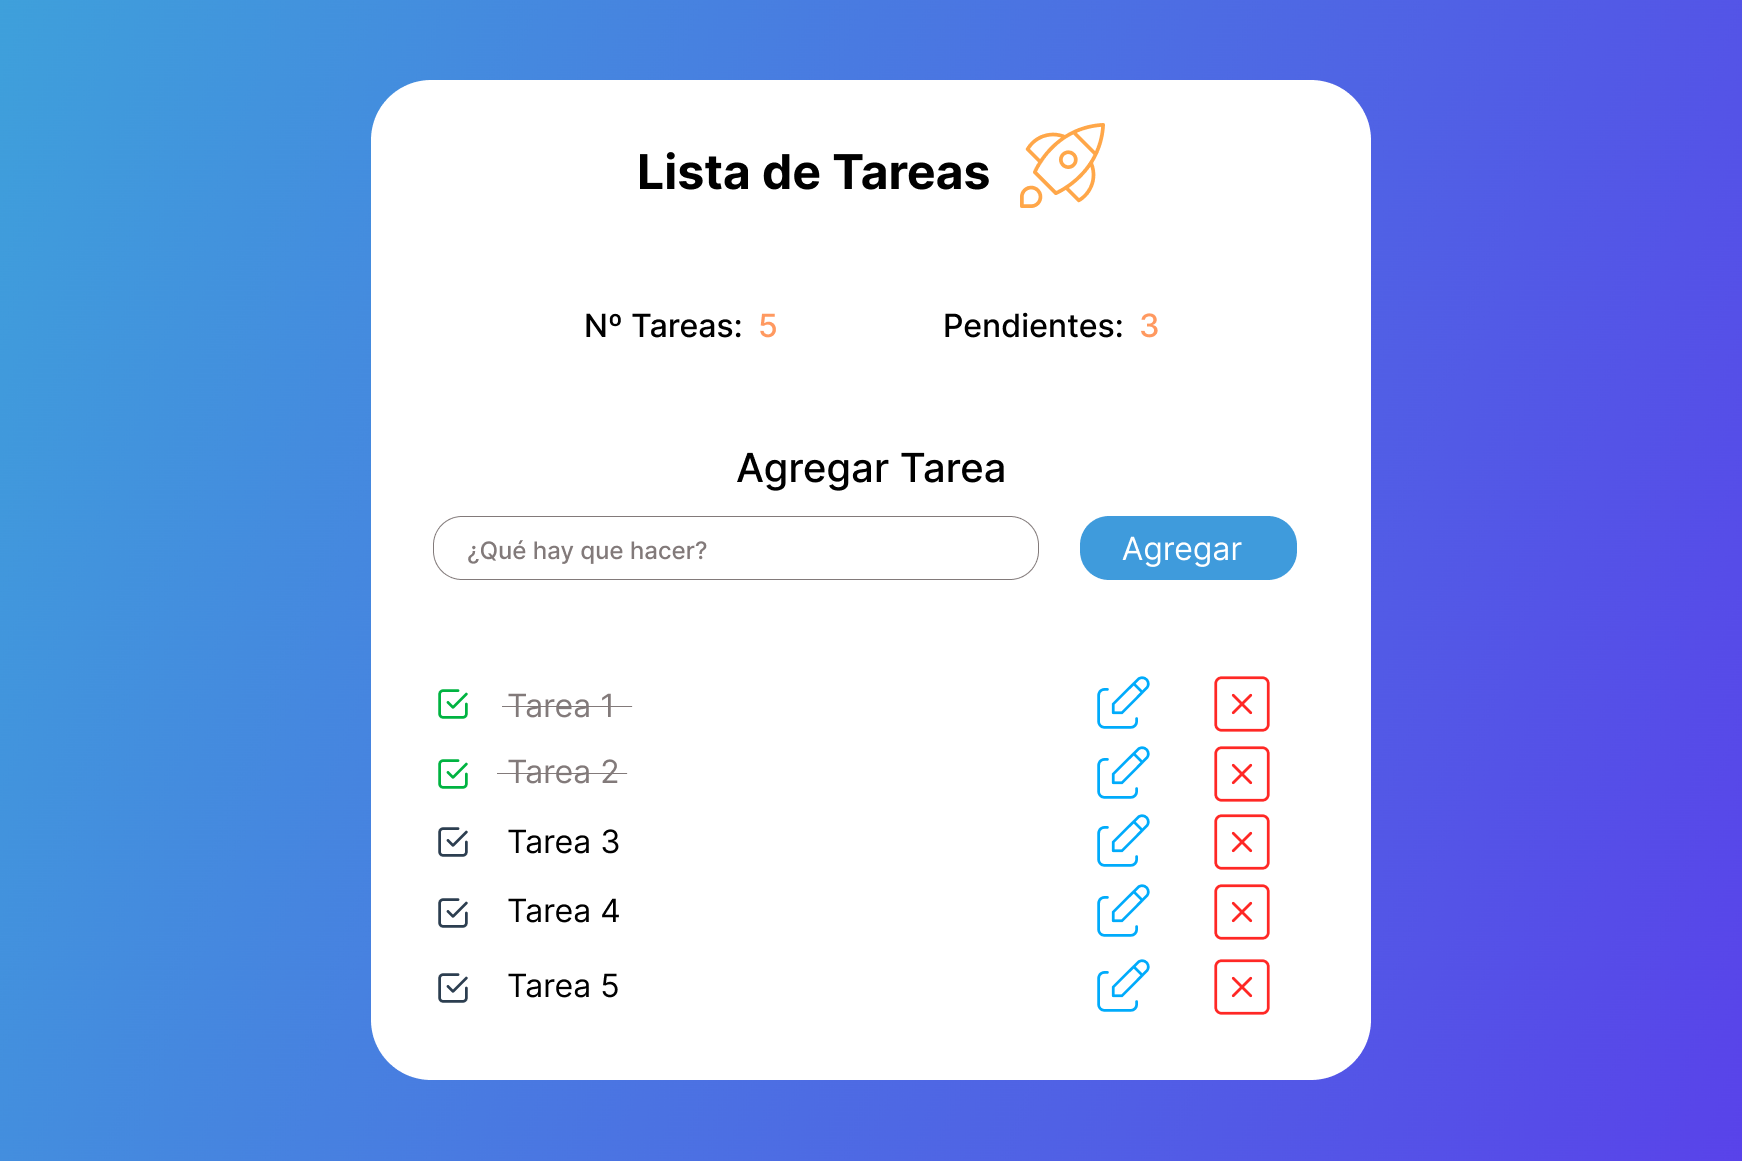 Lista de Tareas
Nº Tareas: 5 Pendientes: 3
Agregar Tarea
¿Qué hay que hacer? Agregar
Tarea 1
Tarea 2
Tarea 3
Tarea 4
Tarea 5